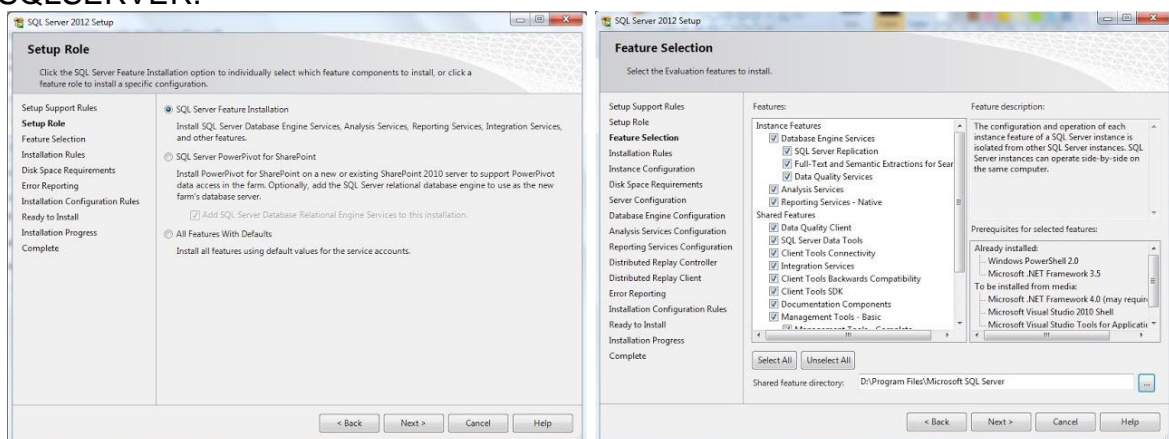 SQLSERVER.
SQL Server 2012 Setup
Setup Role
Click the SQL Server Feature Installation option to individually select which feature components to install, or click a
feature role to install a specific configuration.
Setup Support Rules
Setup Role
Feature Selection
Installation Rules
Disk Space Requirements
Error Reporting
Installation Configuration Rules
Ready to Install
Installation Progress
Complete
SQL Server Feature Installation
Install SQL Server Database Engine Services, Analysis Services, Reporting Services, Integration Services,
and other features.
SQL Server PowerPivot for SharePoint
Install PowerPivot for SharePoint on a new or existing SharePoint 2010 server to support PowerPivot
data access in the farm. Optionally, add the SQL Server relational database engine to use as the new
farm's database server.
Add SQL Server Database Relational Engine Services to this installation.
All Features With Defaults
Install all features using default values for the service accounts.
< Back Next > Cancel Help
SQL Server 2012 Setup
Feature Selection
Select the Evaluation features to install.
Setup Support Rules
Setup Role
Feature Selection
Installation Rules
Instance Configuration
Disk Space Requirements
Server Configuration
Database Engine Configuration
Analysis Services Configuration
Reporting Services Configuration
Distributed Replay Controller
Distributed Replay Client
Error Reporting
Installation Configuration Rules
Ready to Install
Installation Progress
Complete
Features:
Instance Features
Database Engine Services
SQL Server Replication
Full-Text and Semantic Extractions for Sear
Data Quality Services
Analysis Services
Reporting Services - Native
Shared Features
Data Quality Client
SQL Server Data Tools
Client Tools Connectivity
Integration Services
Client Tools Backwards Compatibility
Client Tools SDK
Documentation Components
Management Tools - Basic
Management Tools - Complete
Feature description:
The configuration and operation of each
instance feature of a SQL Server instance is
isolated from other SQL Server instances. SQL
Server instances can operate side-by-side on
the same computer.
Prerequisites for selected features:
Already installed:
Windows PowerShell 2.0
Microsoft .NET Framework 3.5
To be installed from media:
Microsoft .NET Framework 4.0 (may requir
Microsoft Visual Studio 2010 Shell
Microsoft Visual Studio Tools for Applicatic
Select All Unselect All
Shared feature directory: D:\Program Files\Microsoft SQL Server\
...
< Back Next > Cancel Help